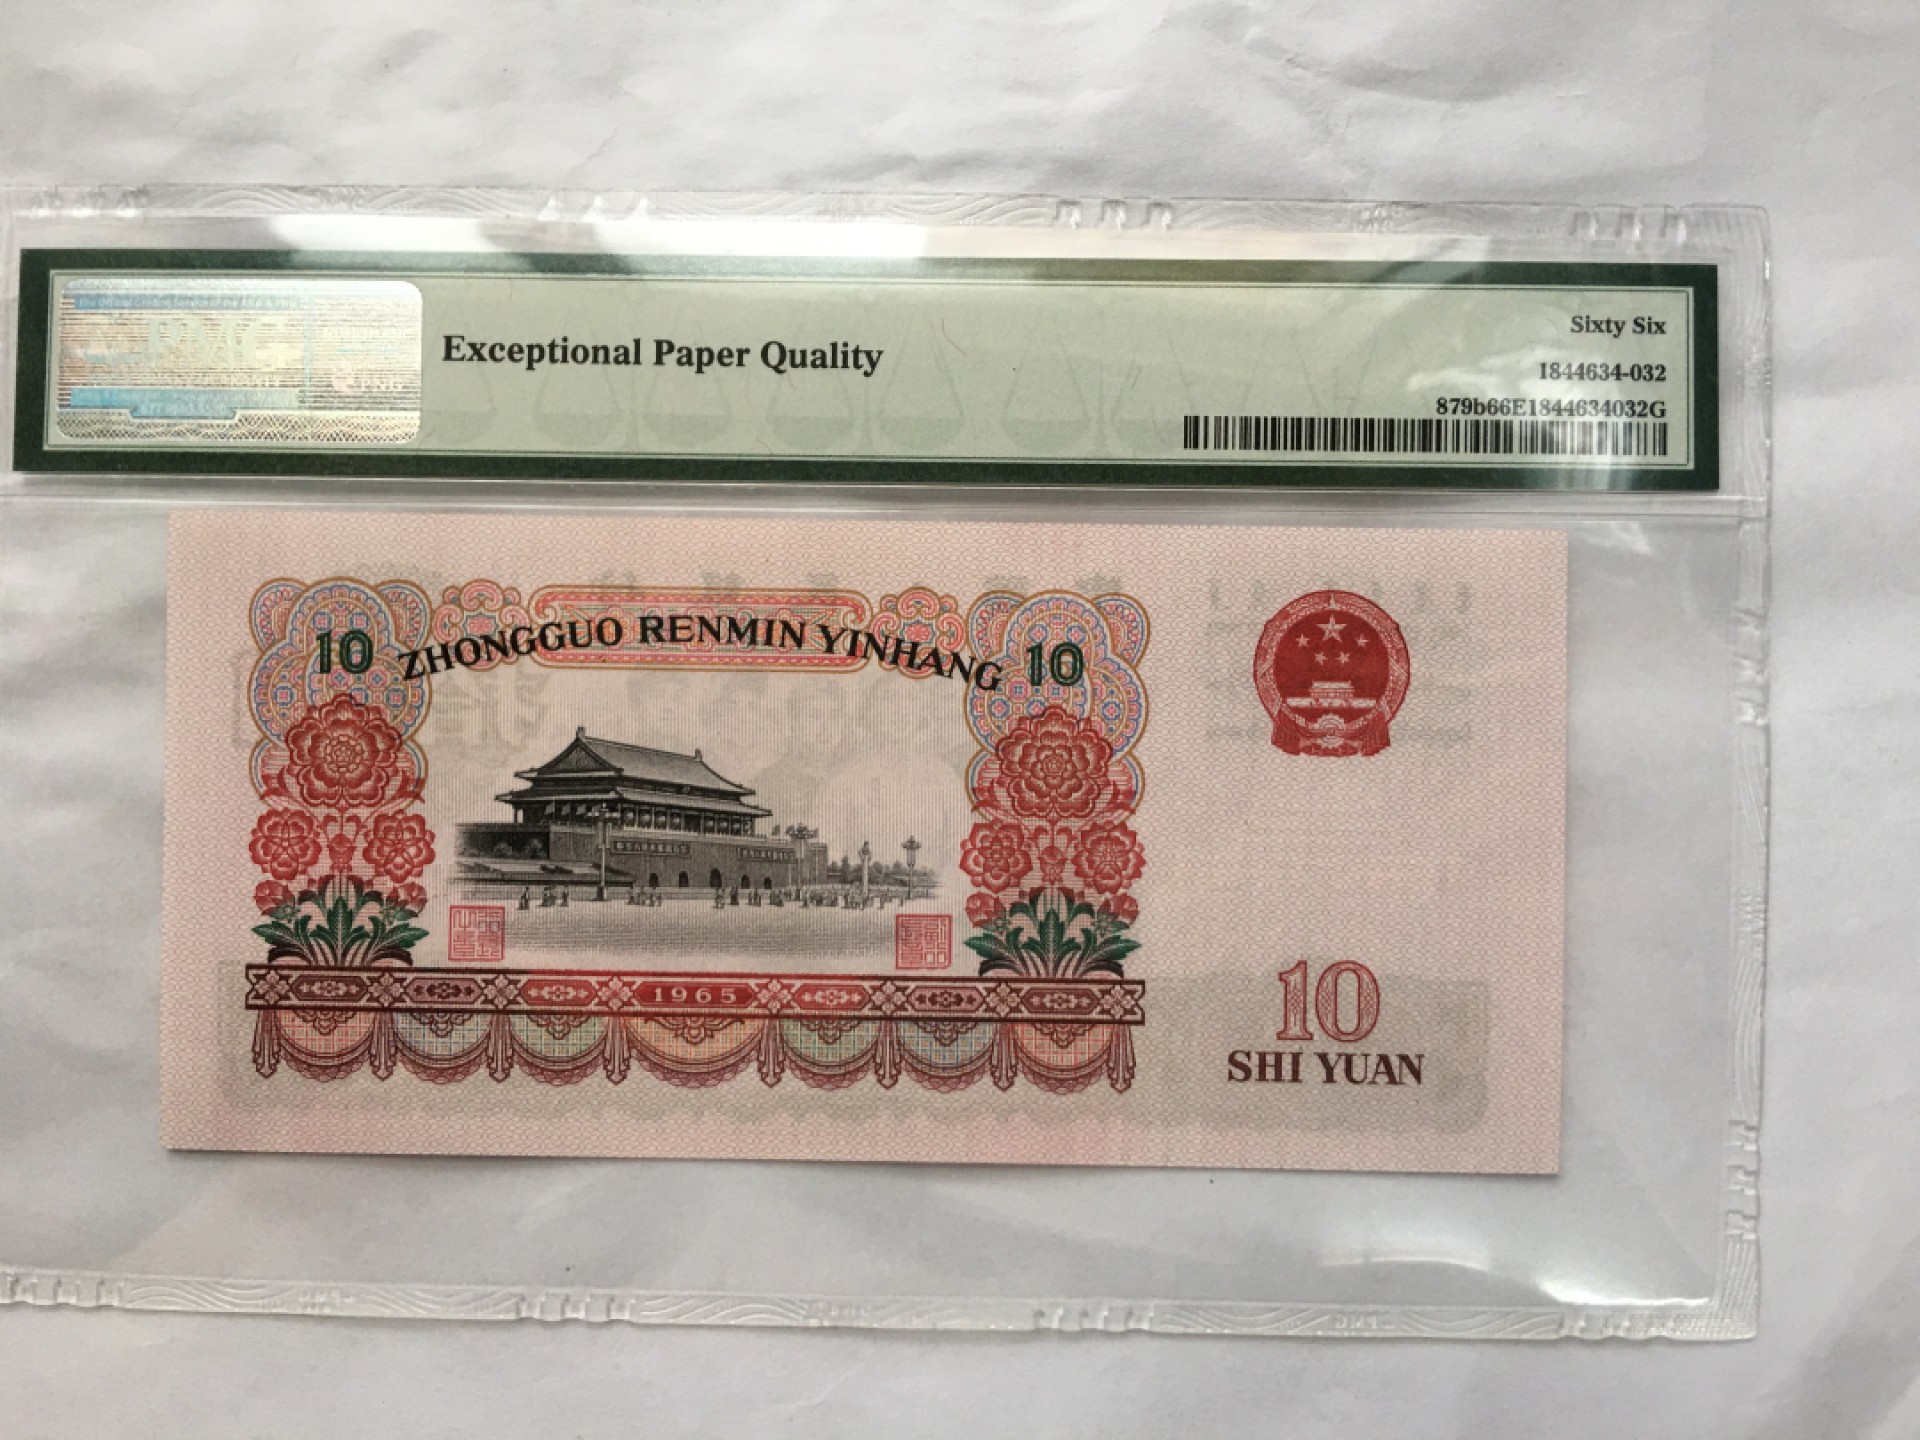 Exceptional Paper Quality
Sixty Six
1844634-032
879b66E1844634032G
10 ZHONGGUO RENMIN YINHANG 10
1965
10
SHI YUAN